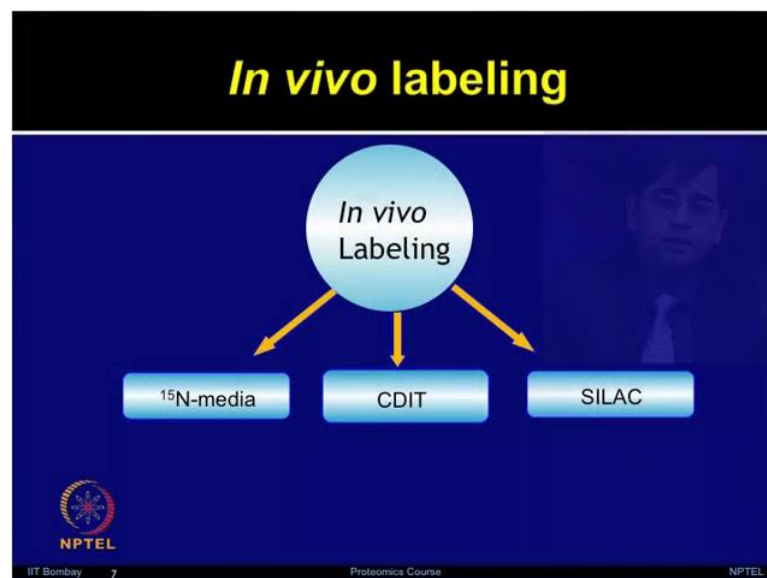 In vivo labeling
In vivo
Labeling
¹⁵N-media
CDIT
SILAC
NPTEL
IIT Bombay
7
Proteomics Course
NPTEL